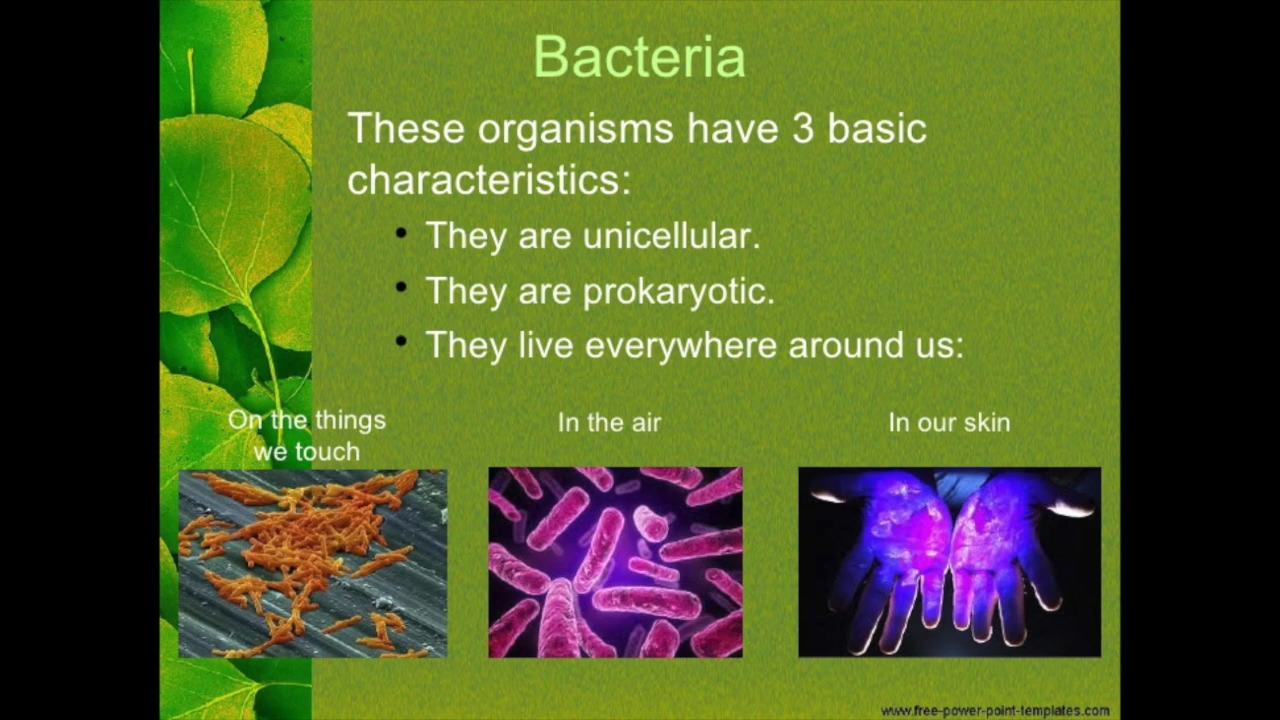 Bacteria
These organisms have 3 basic
characteristics:
• They are unicellular.
• They are prokaryotic.
• They live everywhere around us:
On the things
we touch
In the air
In our skin
www.free-power-point-templates.com